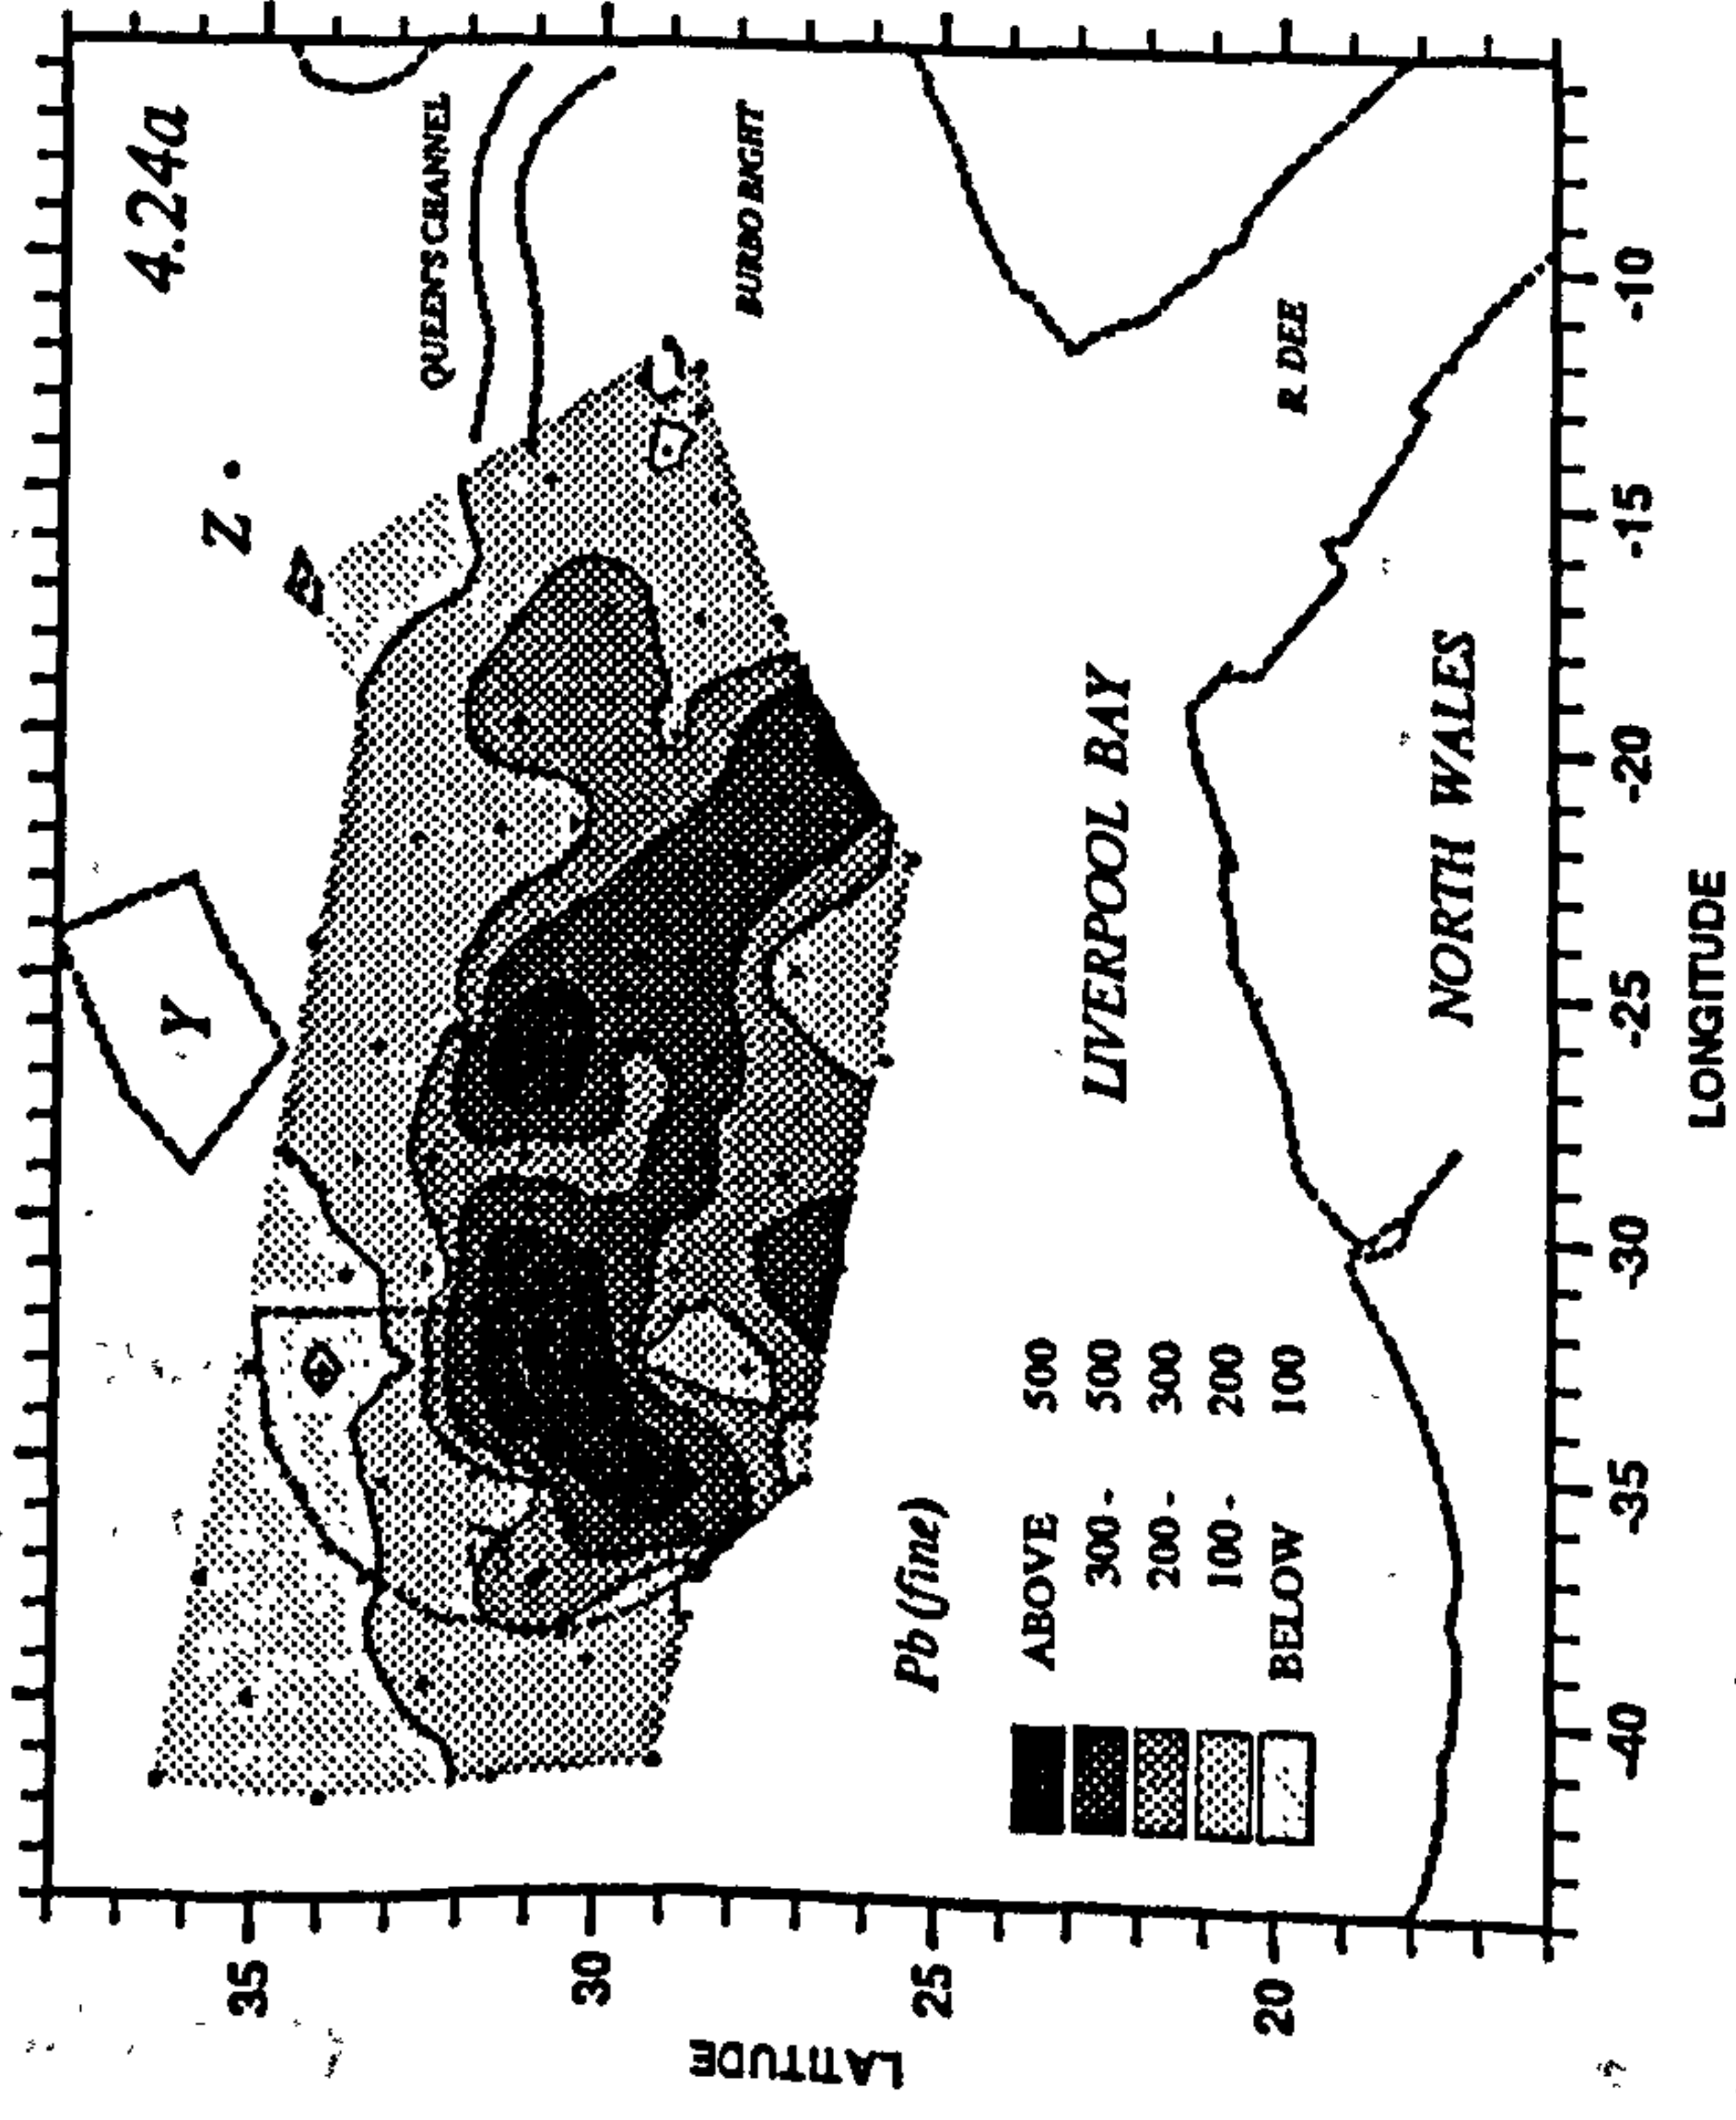 4.24a
QUEEN'S CHANNEL
Z
BURBO BIGHT
Y
R. DEE
LIVERPOOL BAY
NORTH WALES
Pb (fine)
ABOVE 500
300 - 500
200 - 300
100 - 200
BELOW 100
35
30
25
20
LATITUDE
-40
-35
-30
-25
-20
-15
-10
LONGITUDE